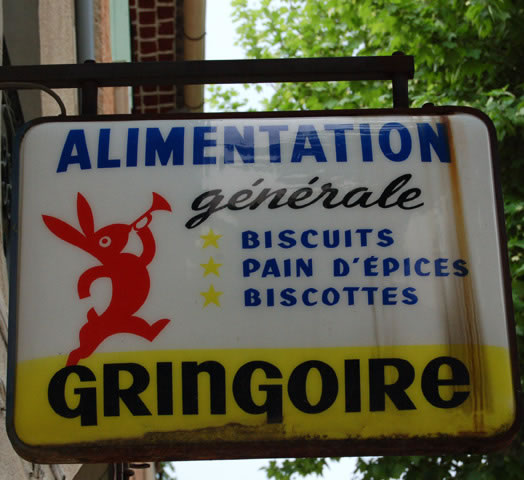 ALIMENTATION
générale
BISCUITS
PAIN D'ÉPICES
BISCOTTES
GRINGOIRE